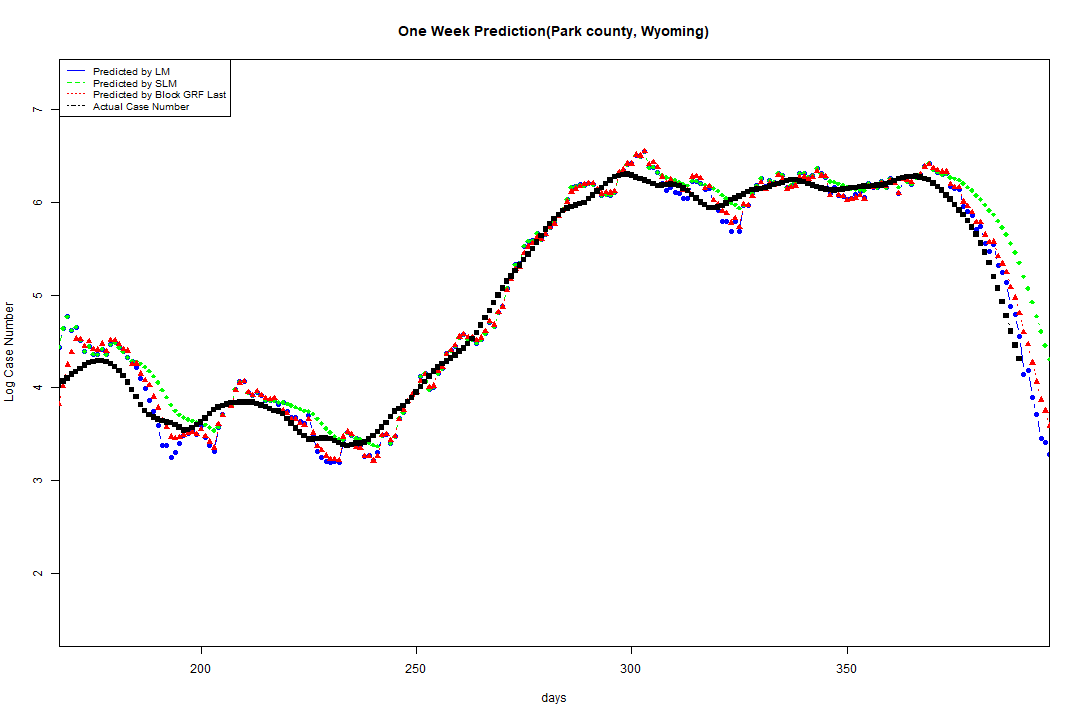 One Week Prediction(Park county, Wyoming)
Predicted by LM
Predicted by SLM
Predicted by Block GRF Last
Actual Case Number
7
6
5
4
3
2
Log Case Number
200 250 300 350
days